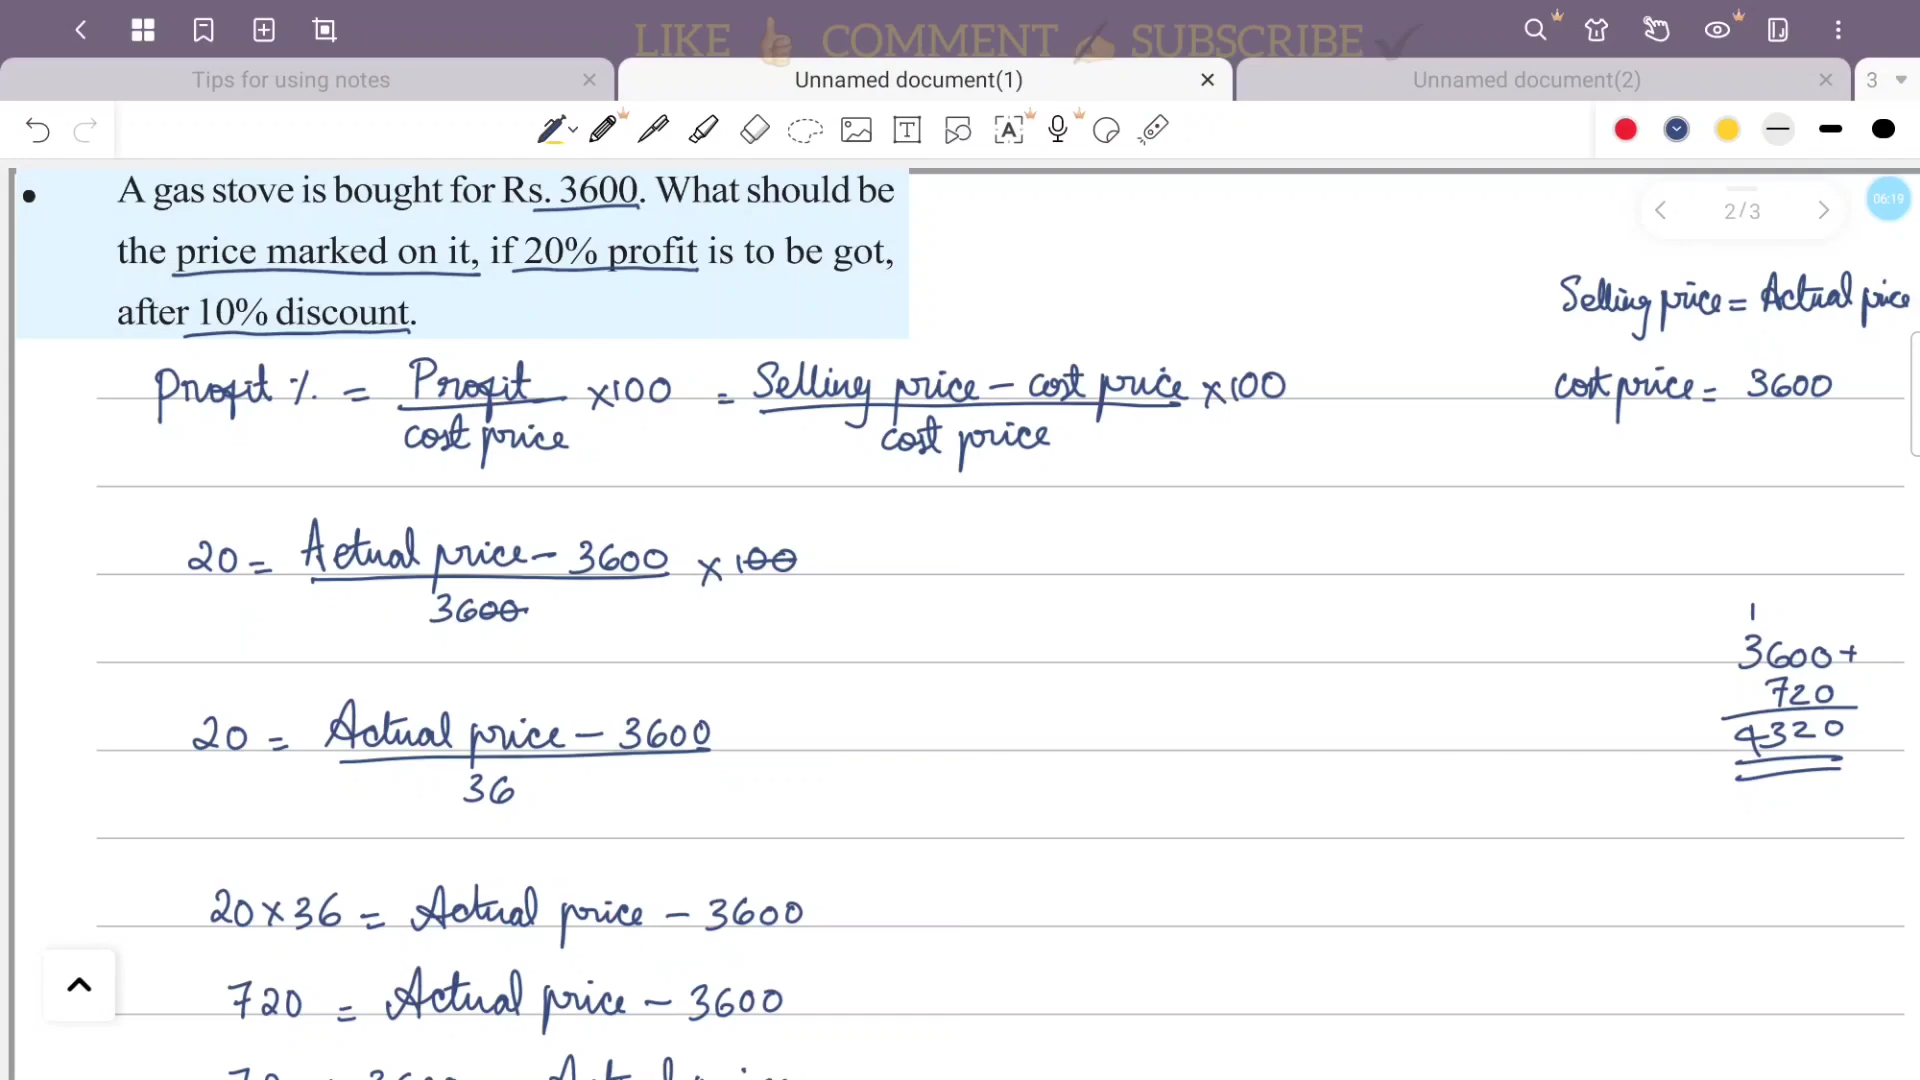 LIKE 👍 COMMENT ✍ SUBSCRIBE ✔
Tips for using notes
Unnamed document(1)
Unnamed document(2)
3
• A gas stove is bought for Rs. 3600. What should be
the price marked on it, if 20% profit is to be got,
after 10% discount.
2/3
06:19
Selling price = Actual price
Profit % = Profit / cost price ×100 = Selling price - cost price / cost price ×100
cost price = 3600
20 = Actual price - 3600 / 3600 × 100
1
3600+
720
4320
20 = Actual price - 3600 / 36
20×36 = Actual price - 3600
720 = Actual price - 3600